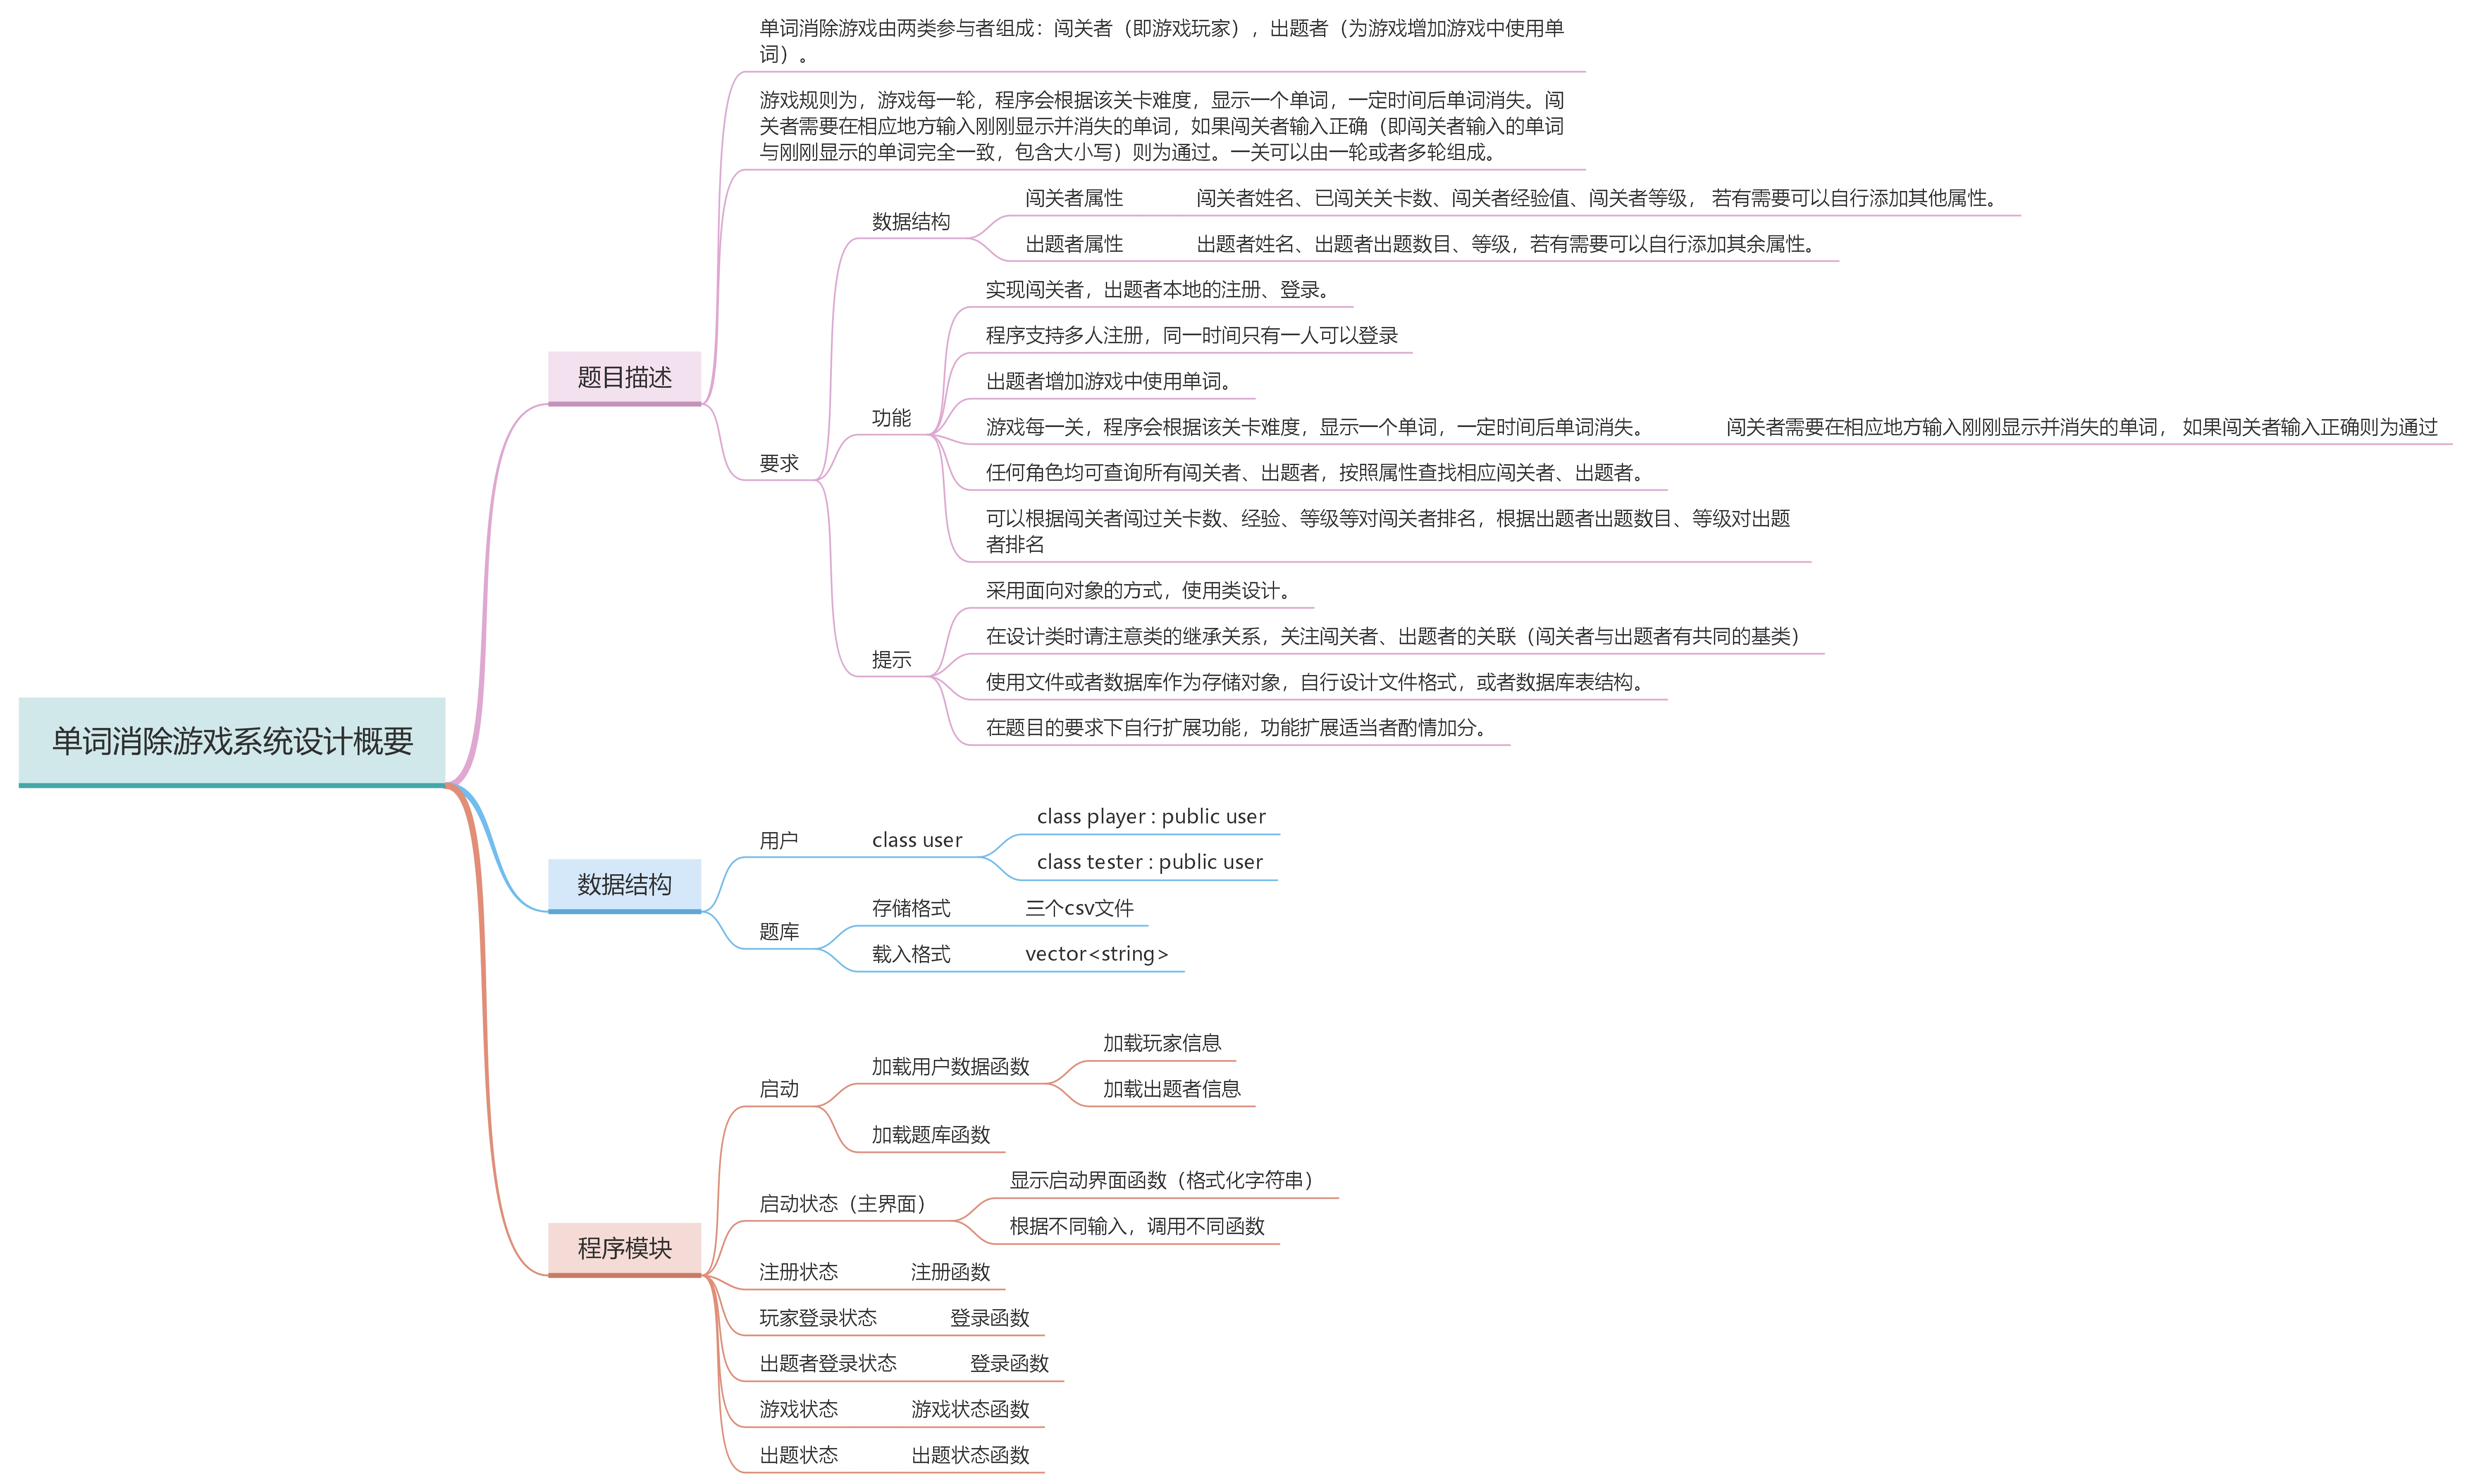 单词消除游戏系统设计概要
题目描述
单词消除游戏由两类参与者组成：闯关者（即游戏玩家），出题者（为游戏增加游戏中使用单
词）。
游戏规则为，游戏每一轮，程序会根据该关卡难度，显示一个单词，一定时间后单词消失。闯
关者需要在相应地方输入刚刚显示并消失的单词，如果闯关者输入正确（即闯关者输入的单词
与刚刚显示的单词完全一致，包含大小写）则为通过。一关可以由一轮或者多轮组成。
要求
数据结构
闯关者属性
闯关者姓名、已闯关关卡数、闯关者经验值、闯关者等级， 若有需要可以自行添加其他属性。
出题者属性
出题者姓名、出题者出题数目、等级，若有需要可以自行添加其余属性。
功能
实现闯关者，出题者本地的注册、登录。
程序支持多人注册，同一时间只有一人可以登录
出题者增加游戏中使用单词。
游戏每一关，程序会根据该关卡难度，显示一个单词，一定时间后单词消失。
闯关者需要在相应地方输入刚刚显示并消失的单词， 如果闯关者输入正确则为通过
任何角色均可查询所有闯关者、出题者，按照属性查找相应闯关者、出题者。
可以根据闯关者闯过关卡数、经验、等级等对闯关者排名，根据出题者出题数目、等级对出题
者排名
提示
采用面向对象的方式，使用类设计。
在设计类时请注意类的继承关系，关注闯关者、出题者的关联（闯关者与出题者有共同的基类）
使用文件或者数据库作为存储对象，自行设计文件格式，或者数据库表结构。
在题目的要求下自行扩展功能，功能扩展适当者酌情加分。
数据结构
用户
class user
class player : public user
class tester : public user
题库
存储格式
三个csv文件
载入格式
vector<string>
程序模块
启动
加载用户数据函数
加载玩家信息
加载出题者信息
加载题库函数
启动状态（主界面）
显示启动界面函数（格式化字符串）
根据不同输入，调用不同函数
注册状态
注册函数
玩家登录状态
登录函数
出题者登录状态
登录函数
游戏状态
游戏状态函数
出题状态
出题状态函数